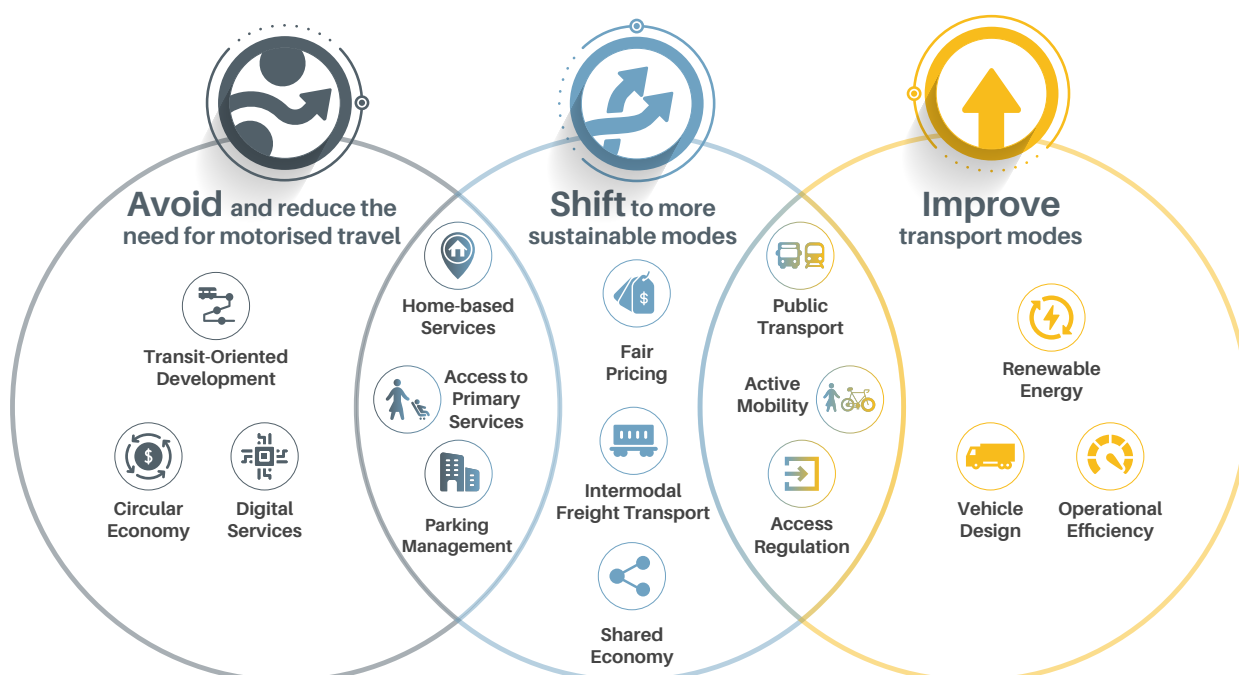 Avoid and reduce the
need for motorised travel
Transit-Oriented
Development
Circular
Economy
Digital
Services
Home-based
Services
Access to
Primary
Services
Parking
Management
Shift to more
sustainable modes
Fair
Pricing
Intermodal
Freight Transport
Shared
Economy
Public
Transport
Active
Mobility
Access
Regulation
Improve
transport modes
Renewable
Energy
Vehicle
Design
Operational
Efficiency